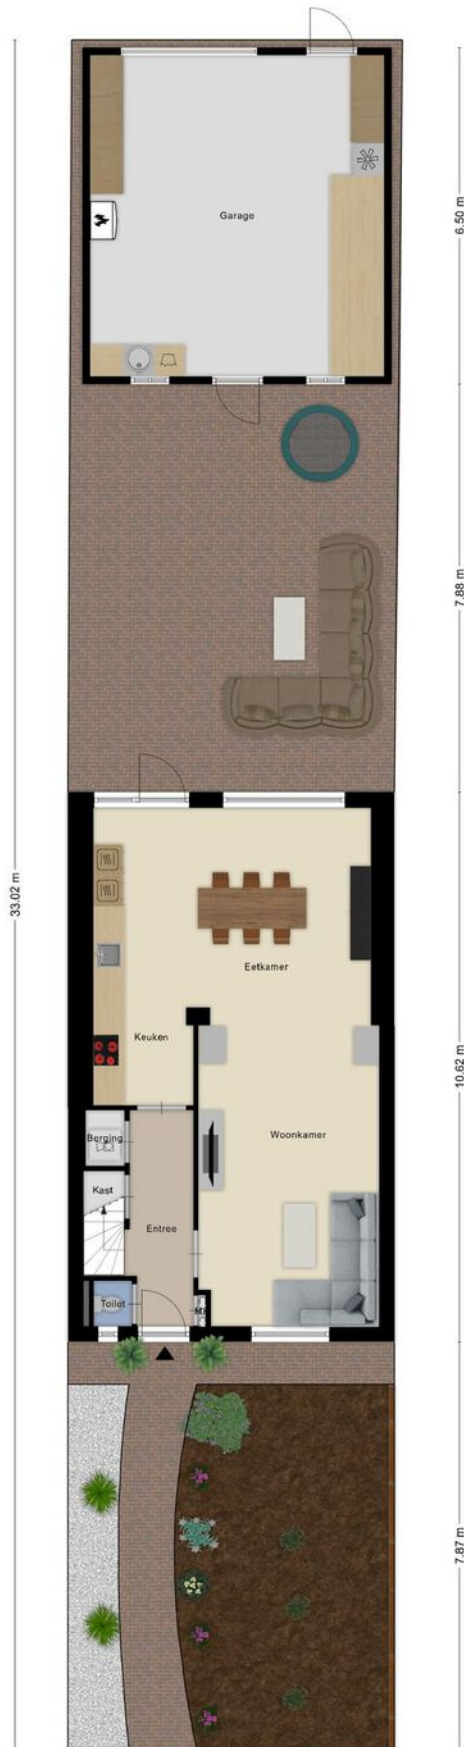 6.50 m
Garage
7.88 m
33.02 m
Eetkamer
Keuken
10.62 m
Berging
Woonkamer
Kast
Entree
Toilet
MK
7.87 m